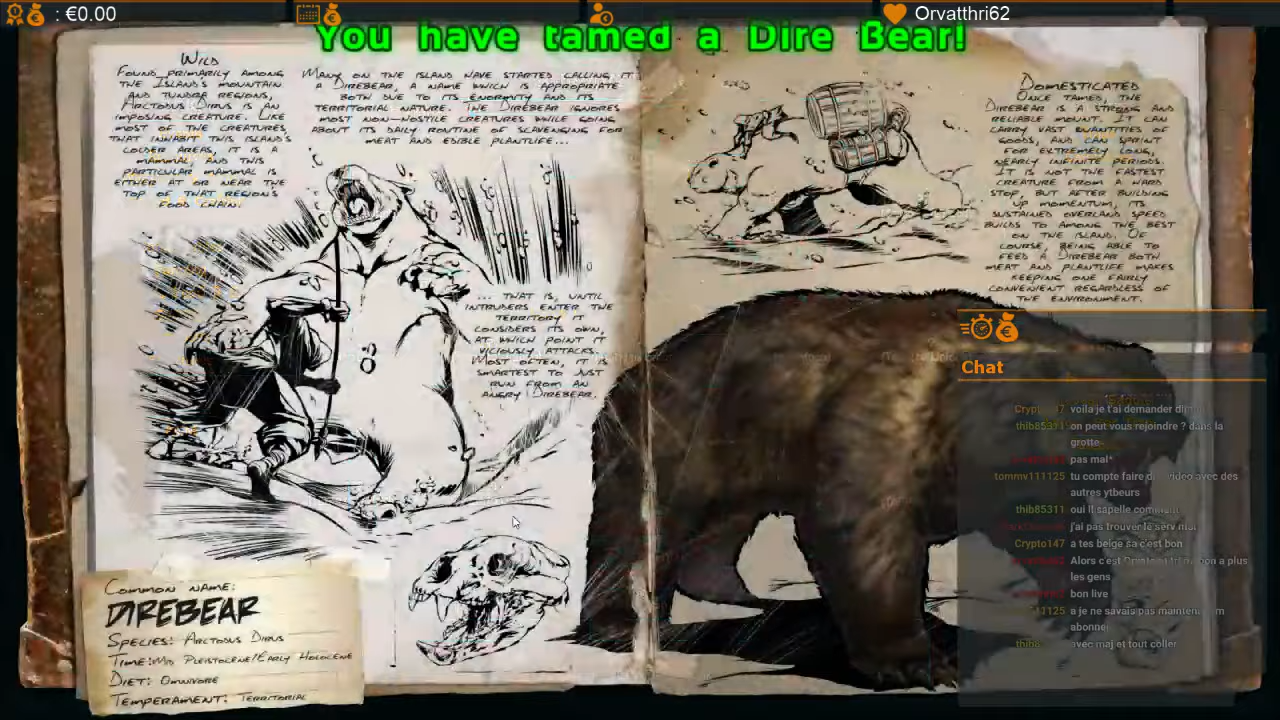 : €0.00
Orvatthri62
You have tamed a Dire Bear!
Wild
Found primarily among
the Island's mountain
and tundra regions,
Arctodus Dirus is an
imposing creature. Like
most of the creatures
that inhabit this island's
colder areas, it is a
mammal, and this
particular mammal is
either at or near the
top of that region's
food chain.
Many on the island have started calling it
a Direbear, a name which is appropriate
both due to its enormity and its
territorial nature. The Direbear ignores
most non-hostile creatures while going
about its daily routine of scavenging for
meat and edible plantlife...
... that is, until
intruders enter the
territory it
considers its own,
at which point it
viciously attacks.
Most often, it is
smartest to just
run from an
angry Direbear.
Common name:
Direbear
Species: Arctodus Dirus
Time: Mid Pleistocene/Early Holocene
Diet: Omnivore
Temperament: Territorial
Domesticated
Once tamed, the
Direbear is a strong and
reliable mount. It can
carry vast quantities of
goods, and can sprint
for extremely long,
nearly infinite periods.
It is not the fastest
creature from a hard
stop, but after building
up momentum, its
sustained overland speed
builds to among the best
on the island. Of
course, being able to
feed a Direbear both
meat and plantlife makes
keeping one fairly
convenient regardless of
the environment.
Chat
voila je t'ai demander
thib85311 on peut vous rejoindre ? dans la
grotte
pas mal*
tommy111125 tu compte faire video avec des
autres ytbeurs
thib85311 oui Il sapelle comment
j'ai pas trouver le serv moi
Crypto147 a tes belge sa c'est bon
Alors c'est on a plus
les gens
bon live
a je ne savais pas
abonne
avec maj et tout coller